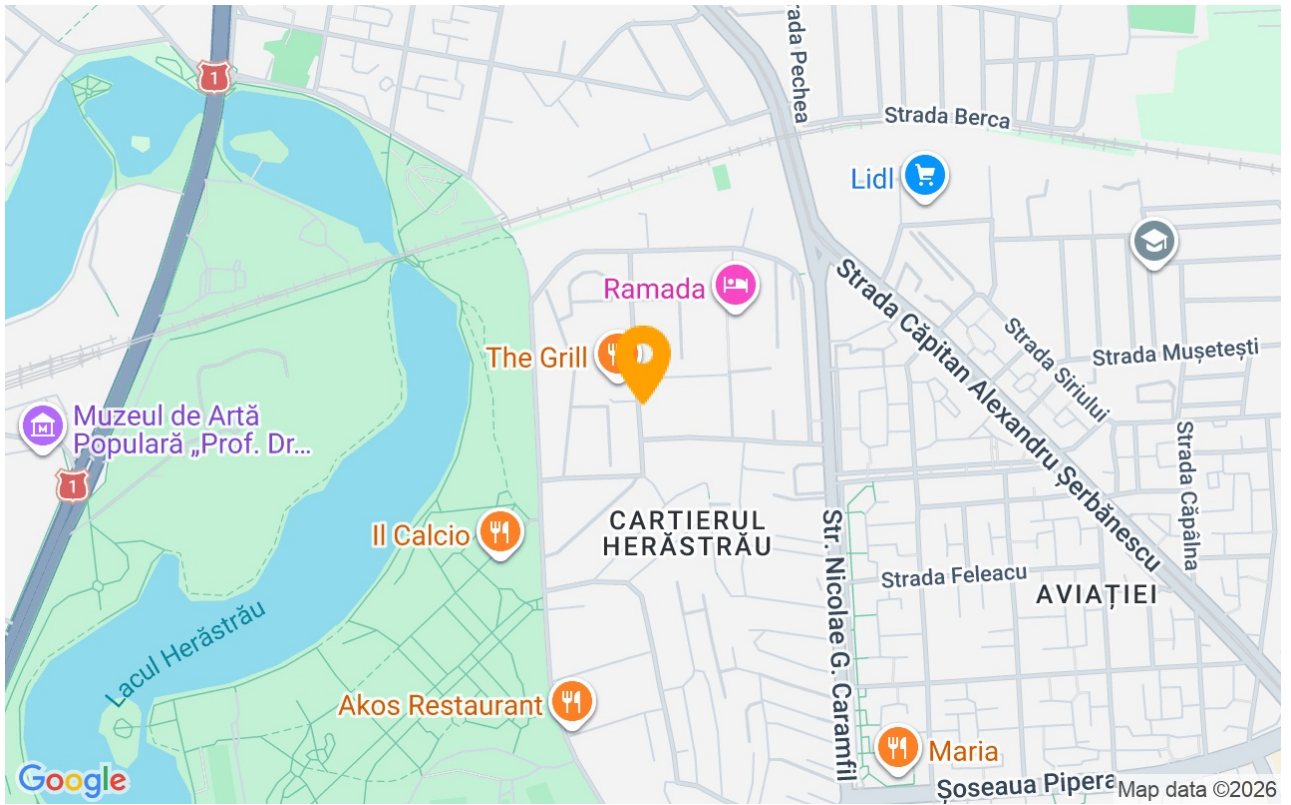 rada Pechea
1
Strada Berca
Lidl
Ramada
Strada Căpitan Alexandru Șerbănescu
The Grill
Strada Siriului
Strada Mușetești
Muzeul de Artă
Populară „Prof. Dr...
1
Strada Căpâlna
Il Calcio
CARTIERUL
HERĂSTRĂU
Str. Nicolae G. Caramfil
Strada Feleacu
AVIAȚIEI
Lacul Herăstrău
Akos Restaurant
Maria
Google
Șoseaua Pipera
Map data ©2026